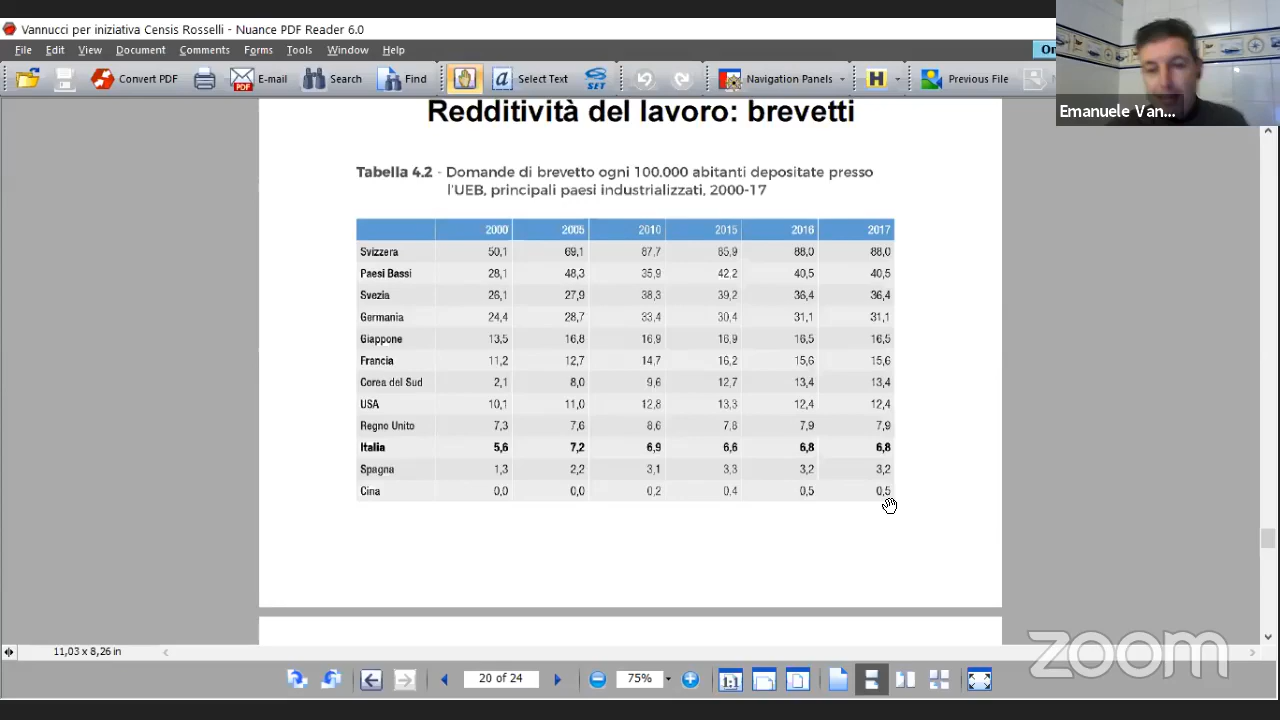 Vannucci per iniziativa Censis Rosselli - Nuance PDF Reader 6.0
File Edit View Document Comments Forms Tools Window Help
Convert PDF E-mail Search Find Select Text SET Navigation Panels H Previous File
Emanuele Van...
Redditività del lavoro: brevetti
Tabella 4.2 - Domande di brevetto ogni 100.000 abitanti depositate presso
l'UEB, principali paesi industrializzati, 2000-17
2000 2005 2010 2015 2016 2017
Svizzera 50,1 69,1 87,7 85,9 88,0 88,0
Paesi Bassi 28,1 48,3 35,9 42,2 40,5 40,5
Svezia 26,1 27,9 38,3 39,2 36,4 36,4
Germania 24,4 28,7 33,4 30,4 31,1 31,1
Giappone 13,5 16,8 16,9 16,9 16,5 16,5
Francia 11,2 12,7 14,7 16,2 15,6 15,6
Corea del Sud 2,1 8,0 9,6 12,7 13,4 13,4
USA 10,1 11,0 12,8 13,3 12,4 12,4
Regno Unito 7,3 7,6 8,6 7,8 7,9 7,9
Italia 5,6 7,2 6,9 6,6 6,8 6,8
Spagna 1,3 2,2 3,1 3,3 3,2 3,2
Cina 0,0 0,0 0,2 0,4 0,5 0,5
11,03 x 8,26 in
zoom
20 of 24 75% 1:1